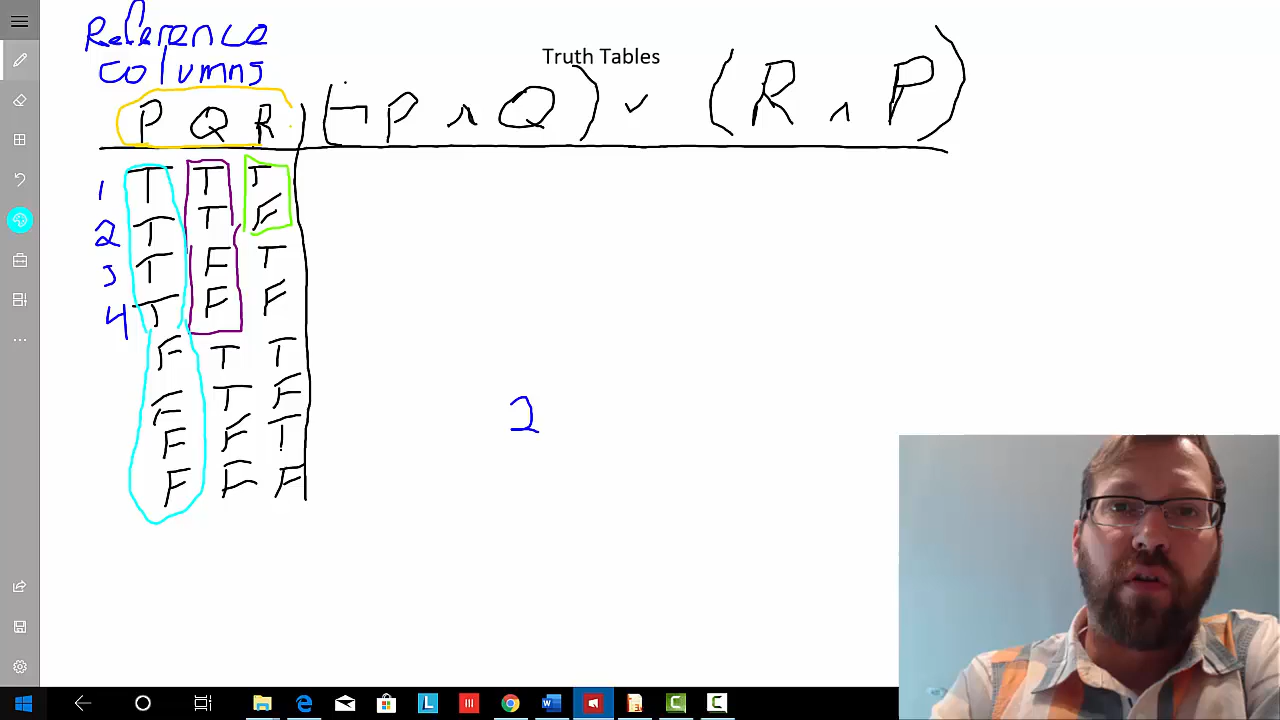 Reference
Columns
Truth Tables
P Q R (¬P ∧ Q) ∨ (R ∧ P)
1 T T T
2 T T F
3 T F T
4 T F F
F T T
F T F
F F T
F F F
2